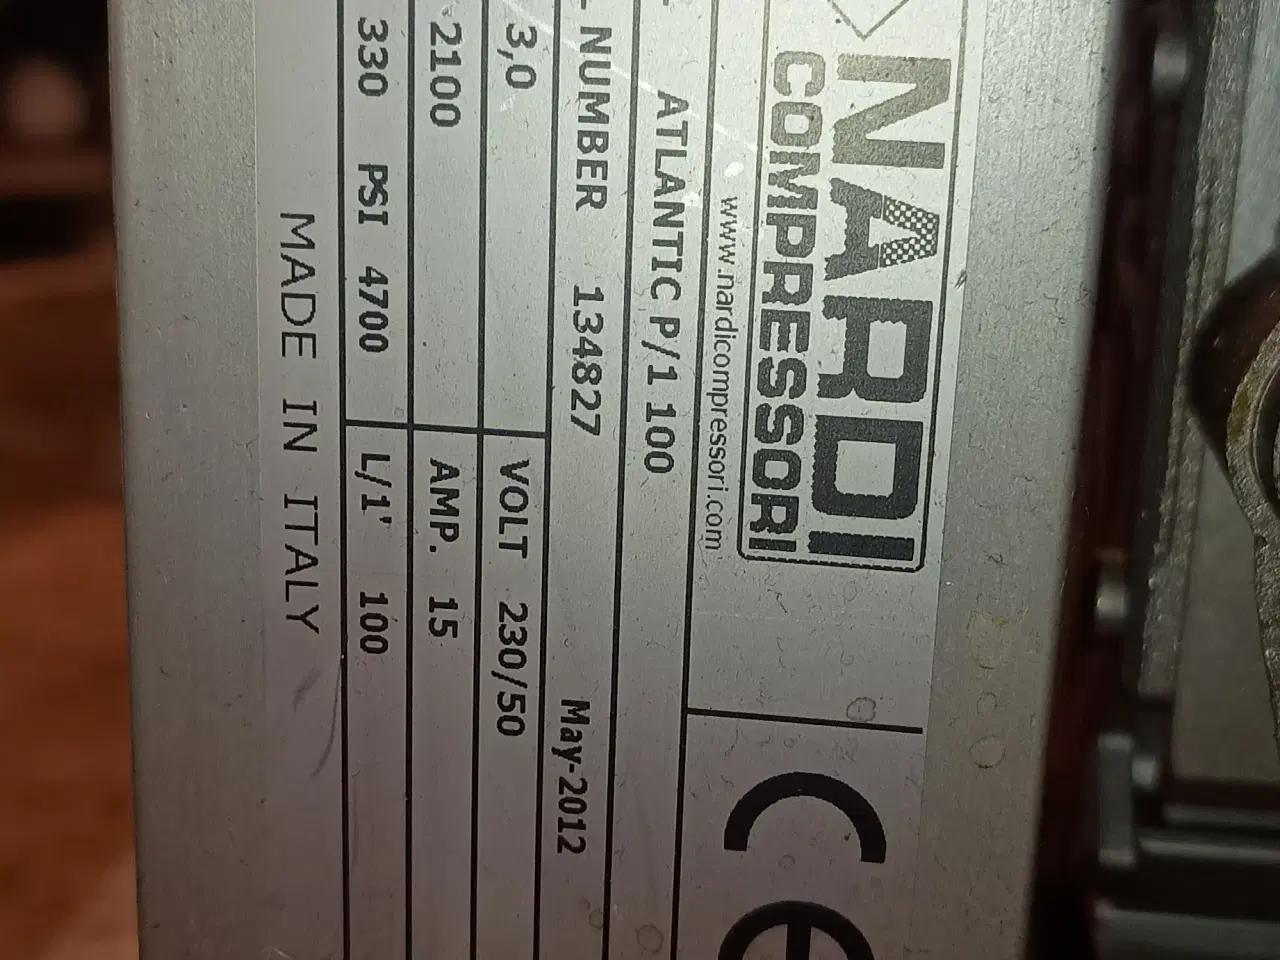 NARDI
COMPRESSORI
www.nardicompressori.com
ATLANTIC P/1 100
NUMBER 134827 May-2012
3,0 VOLT 230/50
2100 AMP. 15
330 PSI 4700 L/1' 100
MADE IN ITALY
CE